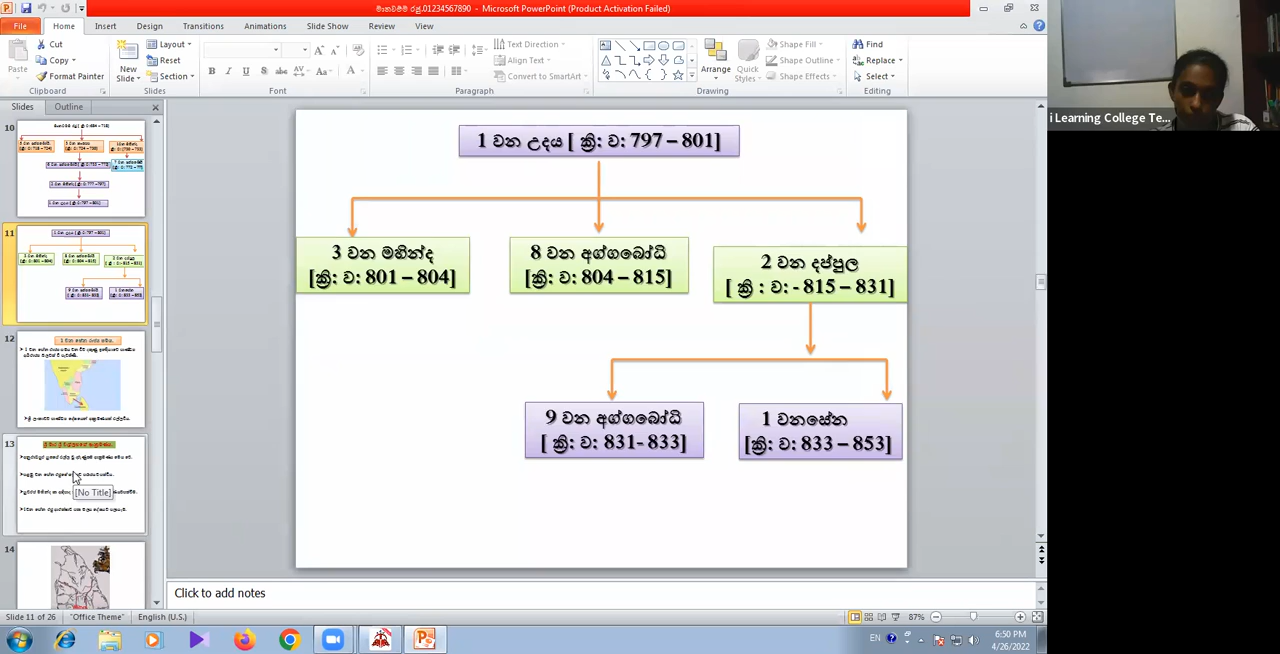 මානවම්ම රජු.01234567890 - Microsoft PowerPoint (Product Activation Failed)
File Home Insert Design Transitions Animations Slide Show Review View
Cut
Copy
Format Painter
Paste
Clipboard
New
Slide
Layout
Reset
Section
Slides
Font
Text Direction
Align Text
Convert to SmartArt
Paragraph
Arrange
Quick
Styles
Shape Fill
Shape Outline
Shape Effects
Drawing
Find
Replace
Select
Editing
i Learning College Te...
Slides Outline
10
11
12
13
[No Title]
14
1 වන උදය [ ක්‍රි: ව: 797 – 801]
3 වන මහින්ද
[ක්‍රි: ව: 801 – 804]
8 වන අග්ගබෝධි
[ක්‍රි: ව: 804 – 815]
2 වන දප්පුල
[ ක්‍රි : ව: - 815 – 831]
9 වන අග්ගබෝධි
[ ක්‍රි: ව: 831- 833]
1 වනසේන
[ක්‍රි: ව: 833 – 853]
Click to add notes
Slide 11 of 26 "Office Theme" English (U.S.) 87%
EN 6:50 PM
4/26/2022